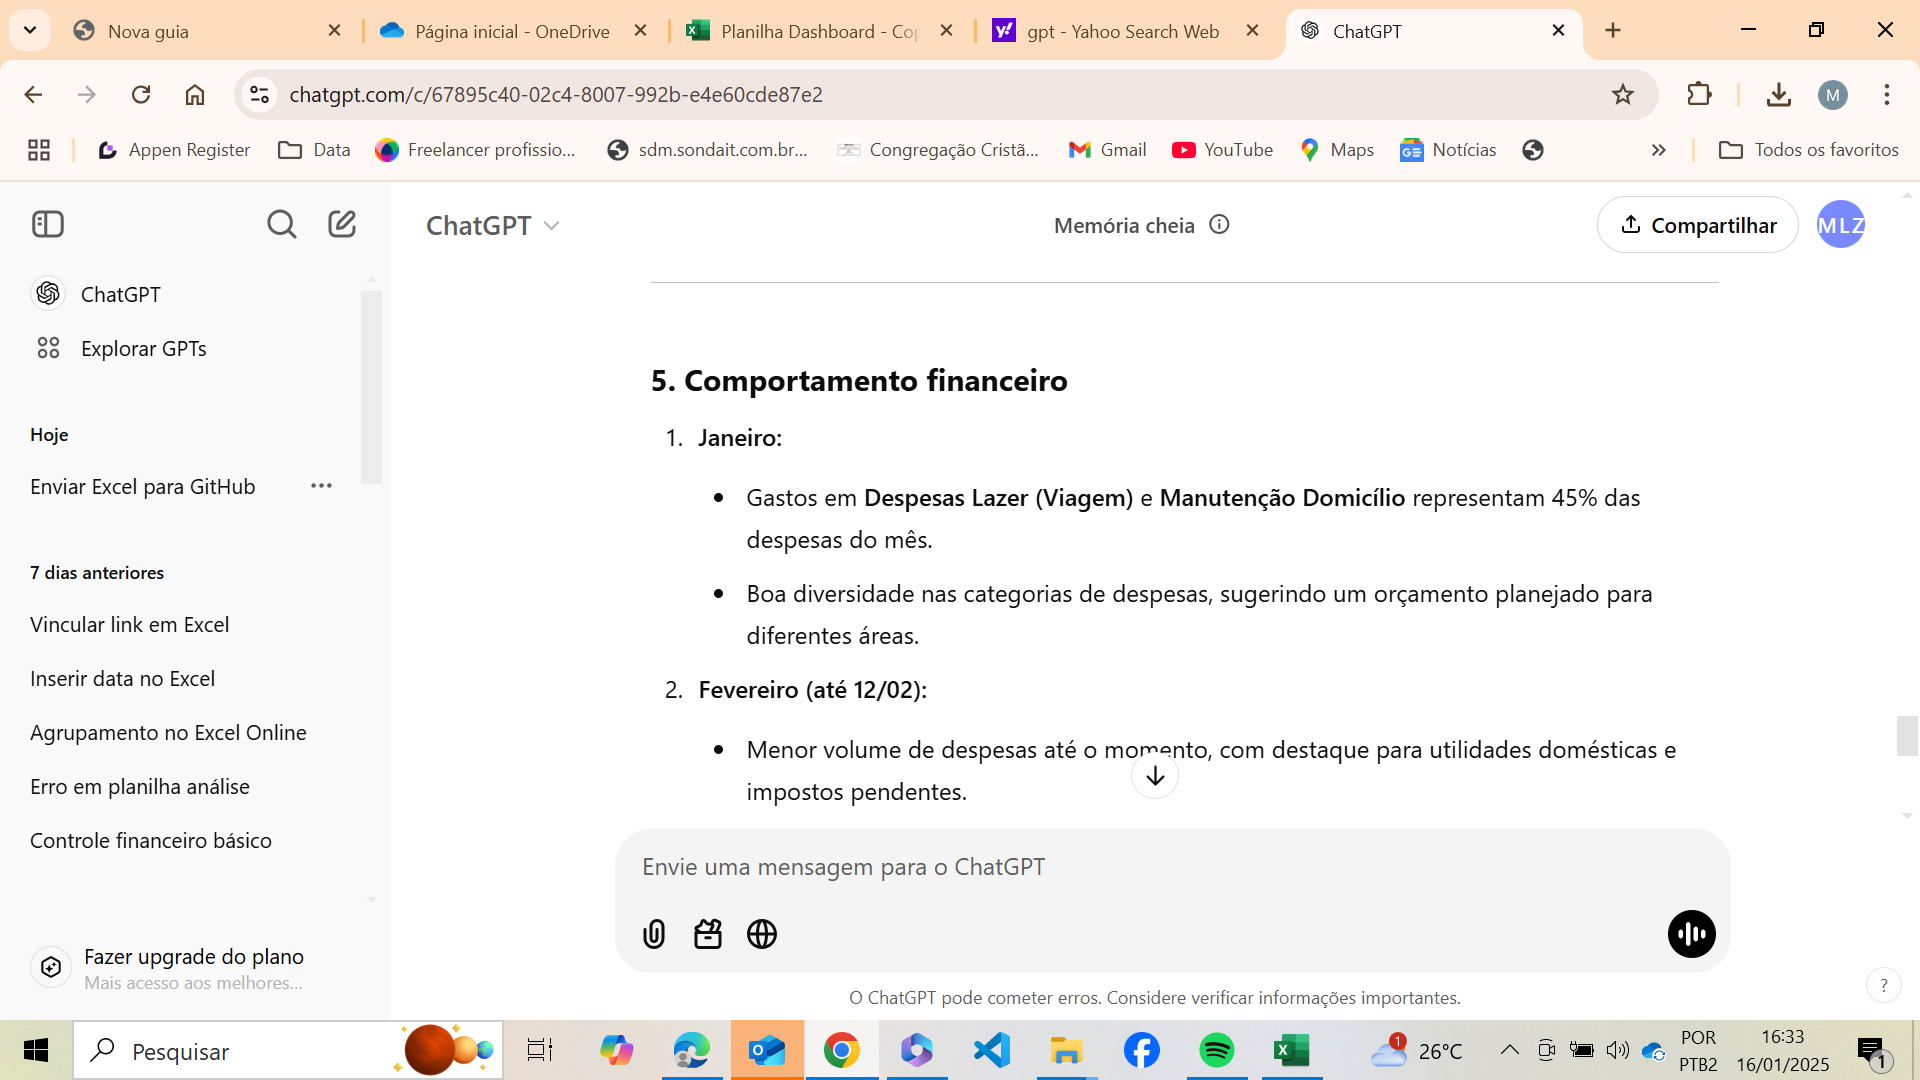 Nova guia
Página inicial - OneDrive
Planilha Dashboard - Cop
gpt - Yahoo Search Web
ChatGPT
chatgpt.com/c/67895c40-02c4-8007-992b-e4e60cde87e2
M
Appen Register
Data
Freelancer profissio...
sdm.sondait.com.br...
Congregação Cristã...
Gmail
YouTube
Maps
Notícias
Todos os favoritos
ChatGPT
Memória cheia
Compartilhar
MLZ
ChatGPT
Explorar GPTs
Hoje
Enviar Excel para GitHub
7 dias anteriores
Vincular link em Excel
Inserir data no Excel
Agrupamento no Excel Online
Erro em planilha análise
Controle financeiro básico
Fazer upgrade do plano
Mais acesso aos melhores...
5. Comportamento financeiro
1. Janeiro:
Gastos em Despesas Lazer (Viagem) e Manutenção Domicílio representam 45% das
despesas do mês.
Boa diversidade nas categorias de despesas, sugerindo um orçamento planejado para
diferentes áreas.
2. Fevereiro (até 12/02):
Menor volume de despesas até o momento, com destaque para utilidades domésticas e
impostos pendentes.
Envie uma mensagem para o ChatGPT
O ChatGPT pode cometer erros. Considere verificar informações importantes.
?
Pesquisar
1
26°C
POR
PTB2
16:33
16/01/2025
1